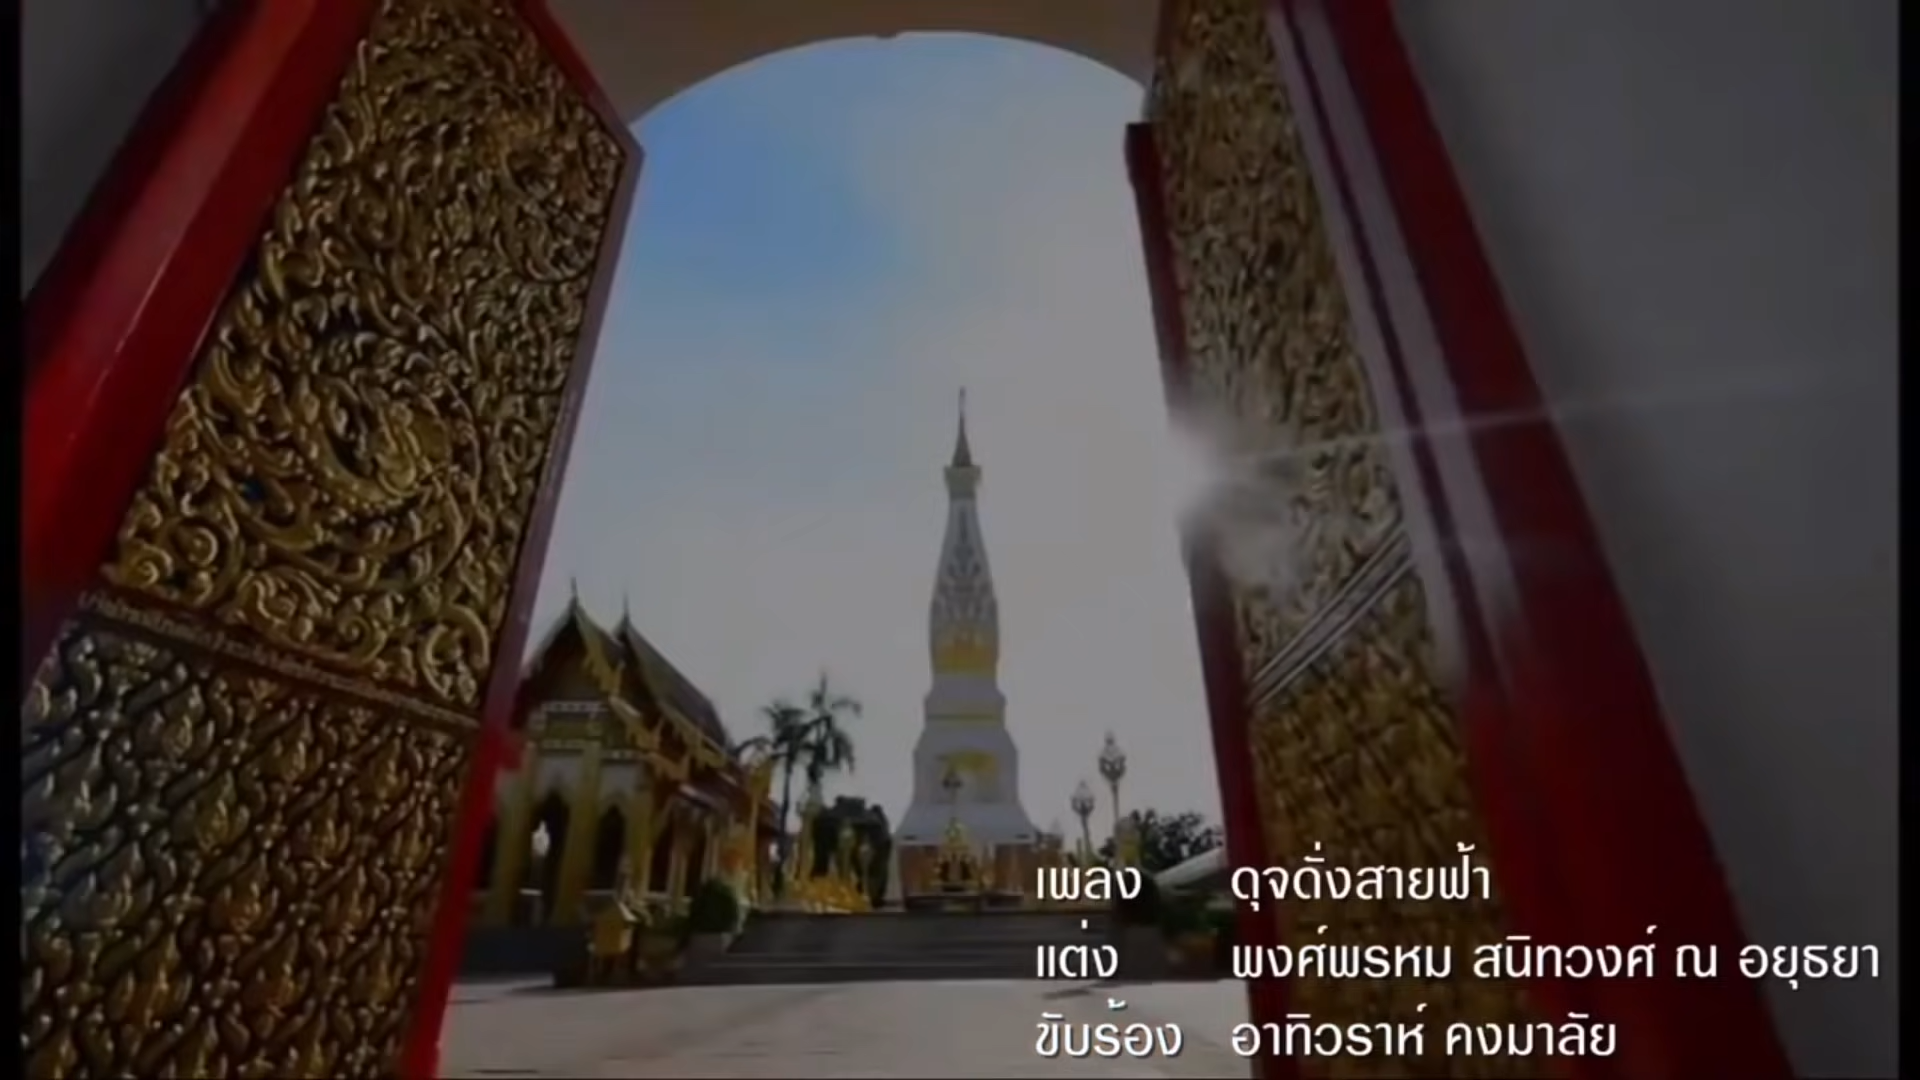 เพลง ดุจดั่งสายฟ้า
แต่ง พงศ์พรหม สนิทวงศ์ ณ อยุธยา
ขับร้อง อาทิวราห์ คงมาลัย